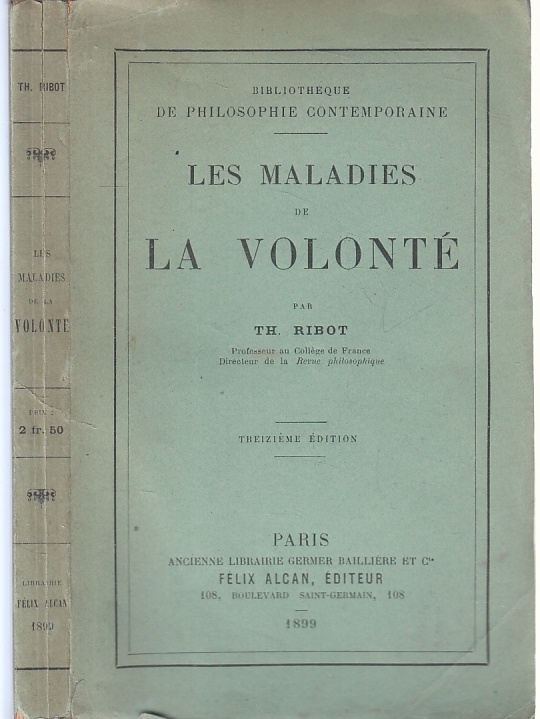 TH. RIBOT
LES
MALADIES
DE LA
VOLONTÉ
PRIX :
2 fr. 50
LIBRAIRIE
FÉLIX ALCAN
1899
BIBLIOTHEQUE
DE PHILOSOPHIE CONTEMPORAINE
LES MALADIES
DE
LA VOLONTÉ
PAR
TH. RIBOT
Professeur au Collège de France
Directeur de la Revue philosophique
TREIZIÈME ÉDITION
PARIS
ANCIENNE LIBRAIRIE GERMER BAILLIÈRE ET Cie
FÉLIX ALCAN, ÉDITEUR
108, BOULEVARD SAINT-GERMAIN, 108
1899